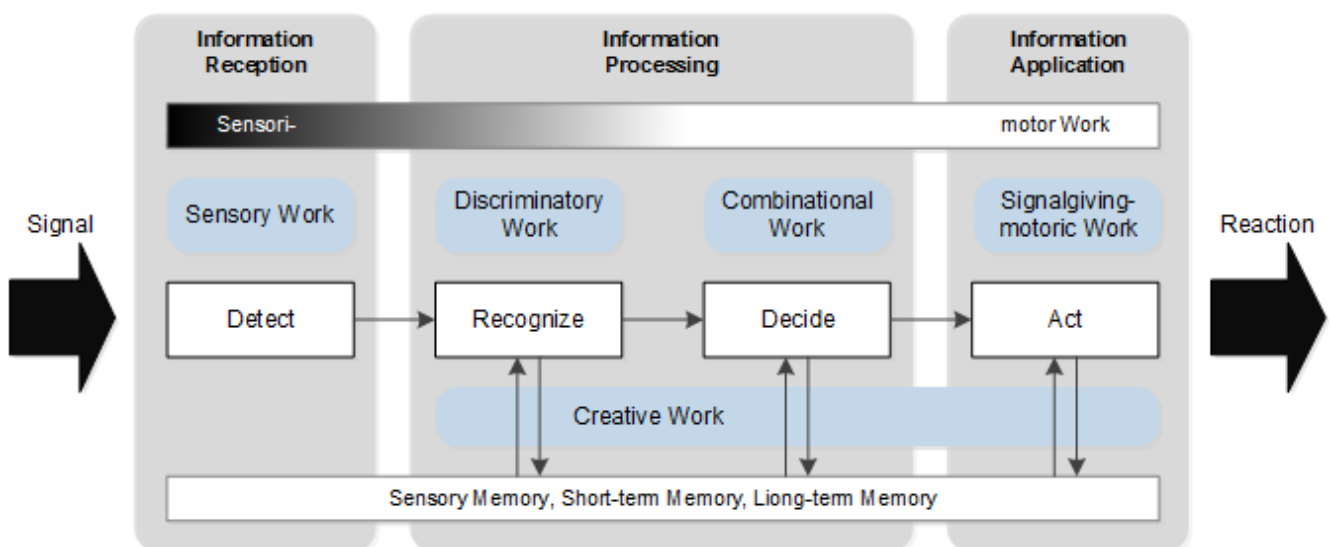 Information
Reception
Information
Processing
Information
Application
Sensori-
motor Work
Signal
Sensory Work
Discriminatory
Work
Combinational
Work
Signalgiving-
motoric Work
Reaction
Detect
Recognize
Decide
Act
Creative Work
Sensory Memory, Short-term Memory, Liong-term Memory